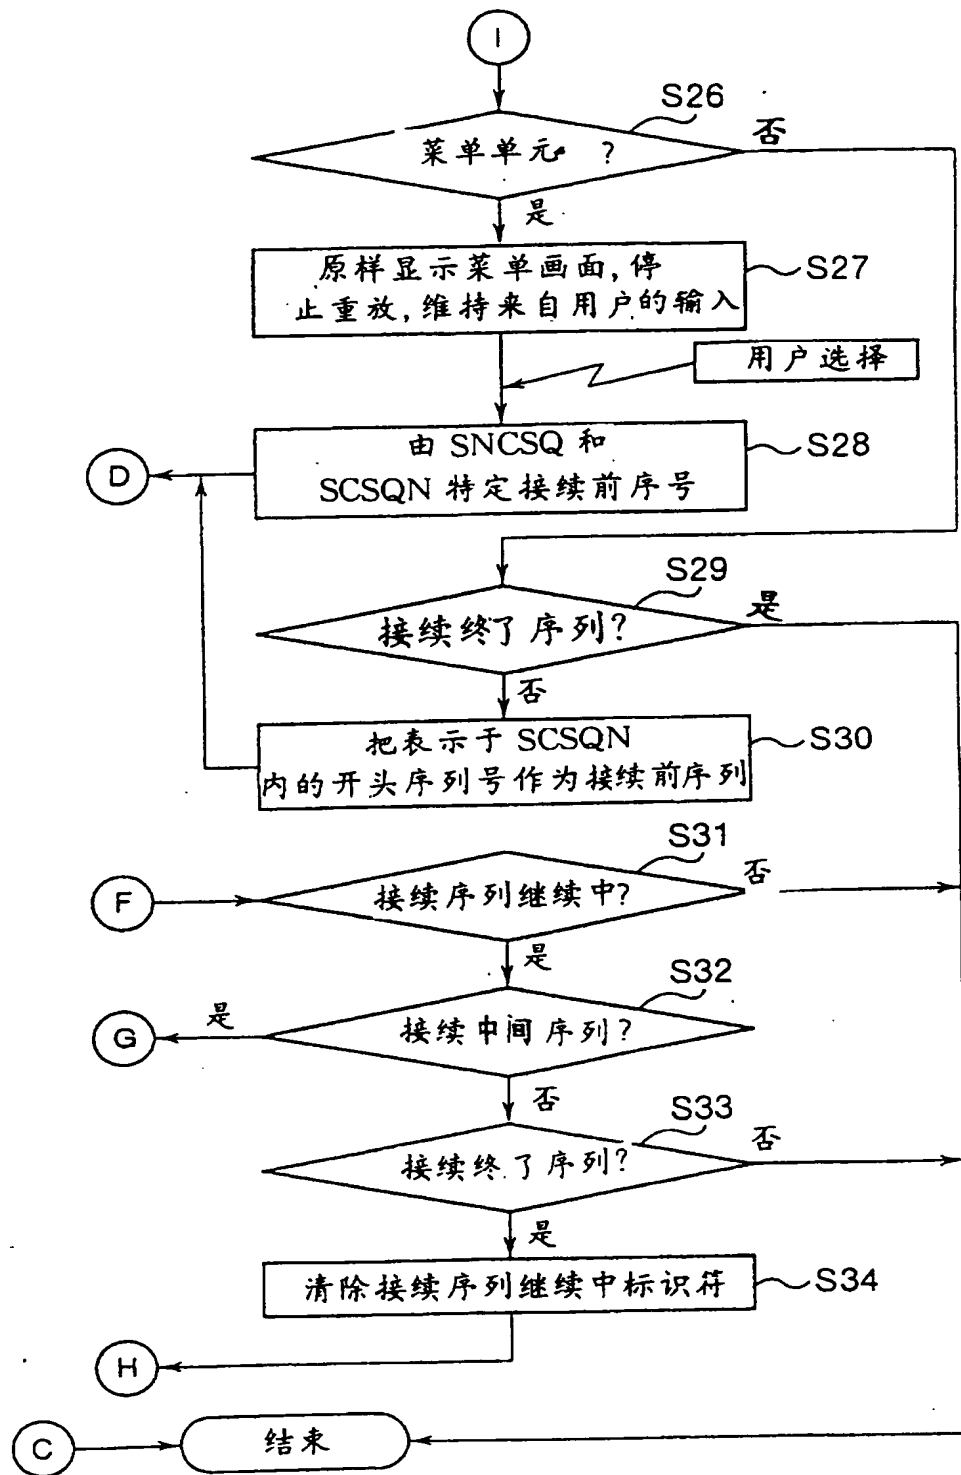 I
S26
菜单单元 ?
否
是
原样显示菜单画面,停
止重放,维持来自用户的输入
S27
用户选择
由 SNCSQ 和
SCSQN 特定接续前序号
S28
D
S29
接续终了序列?
是
否
把表示于 SCSQN
内的开头序列号作为接续前序列
S30
S31
F
接续序列继续中?
否
是
S32
G
是
接续中间序列?
否
S33
接续终了序列?
否
是
清除接续序列继续中标识符
S34
H
C
结束